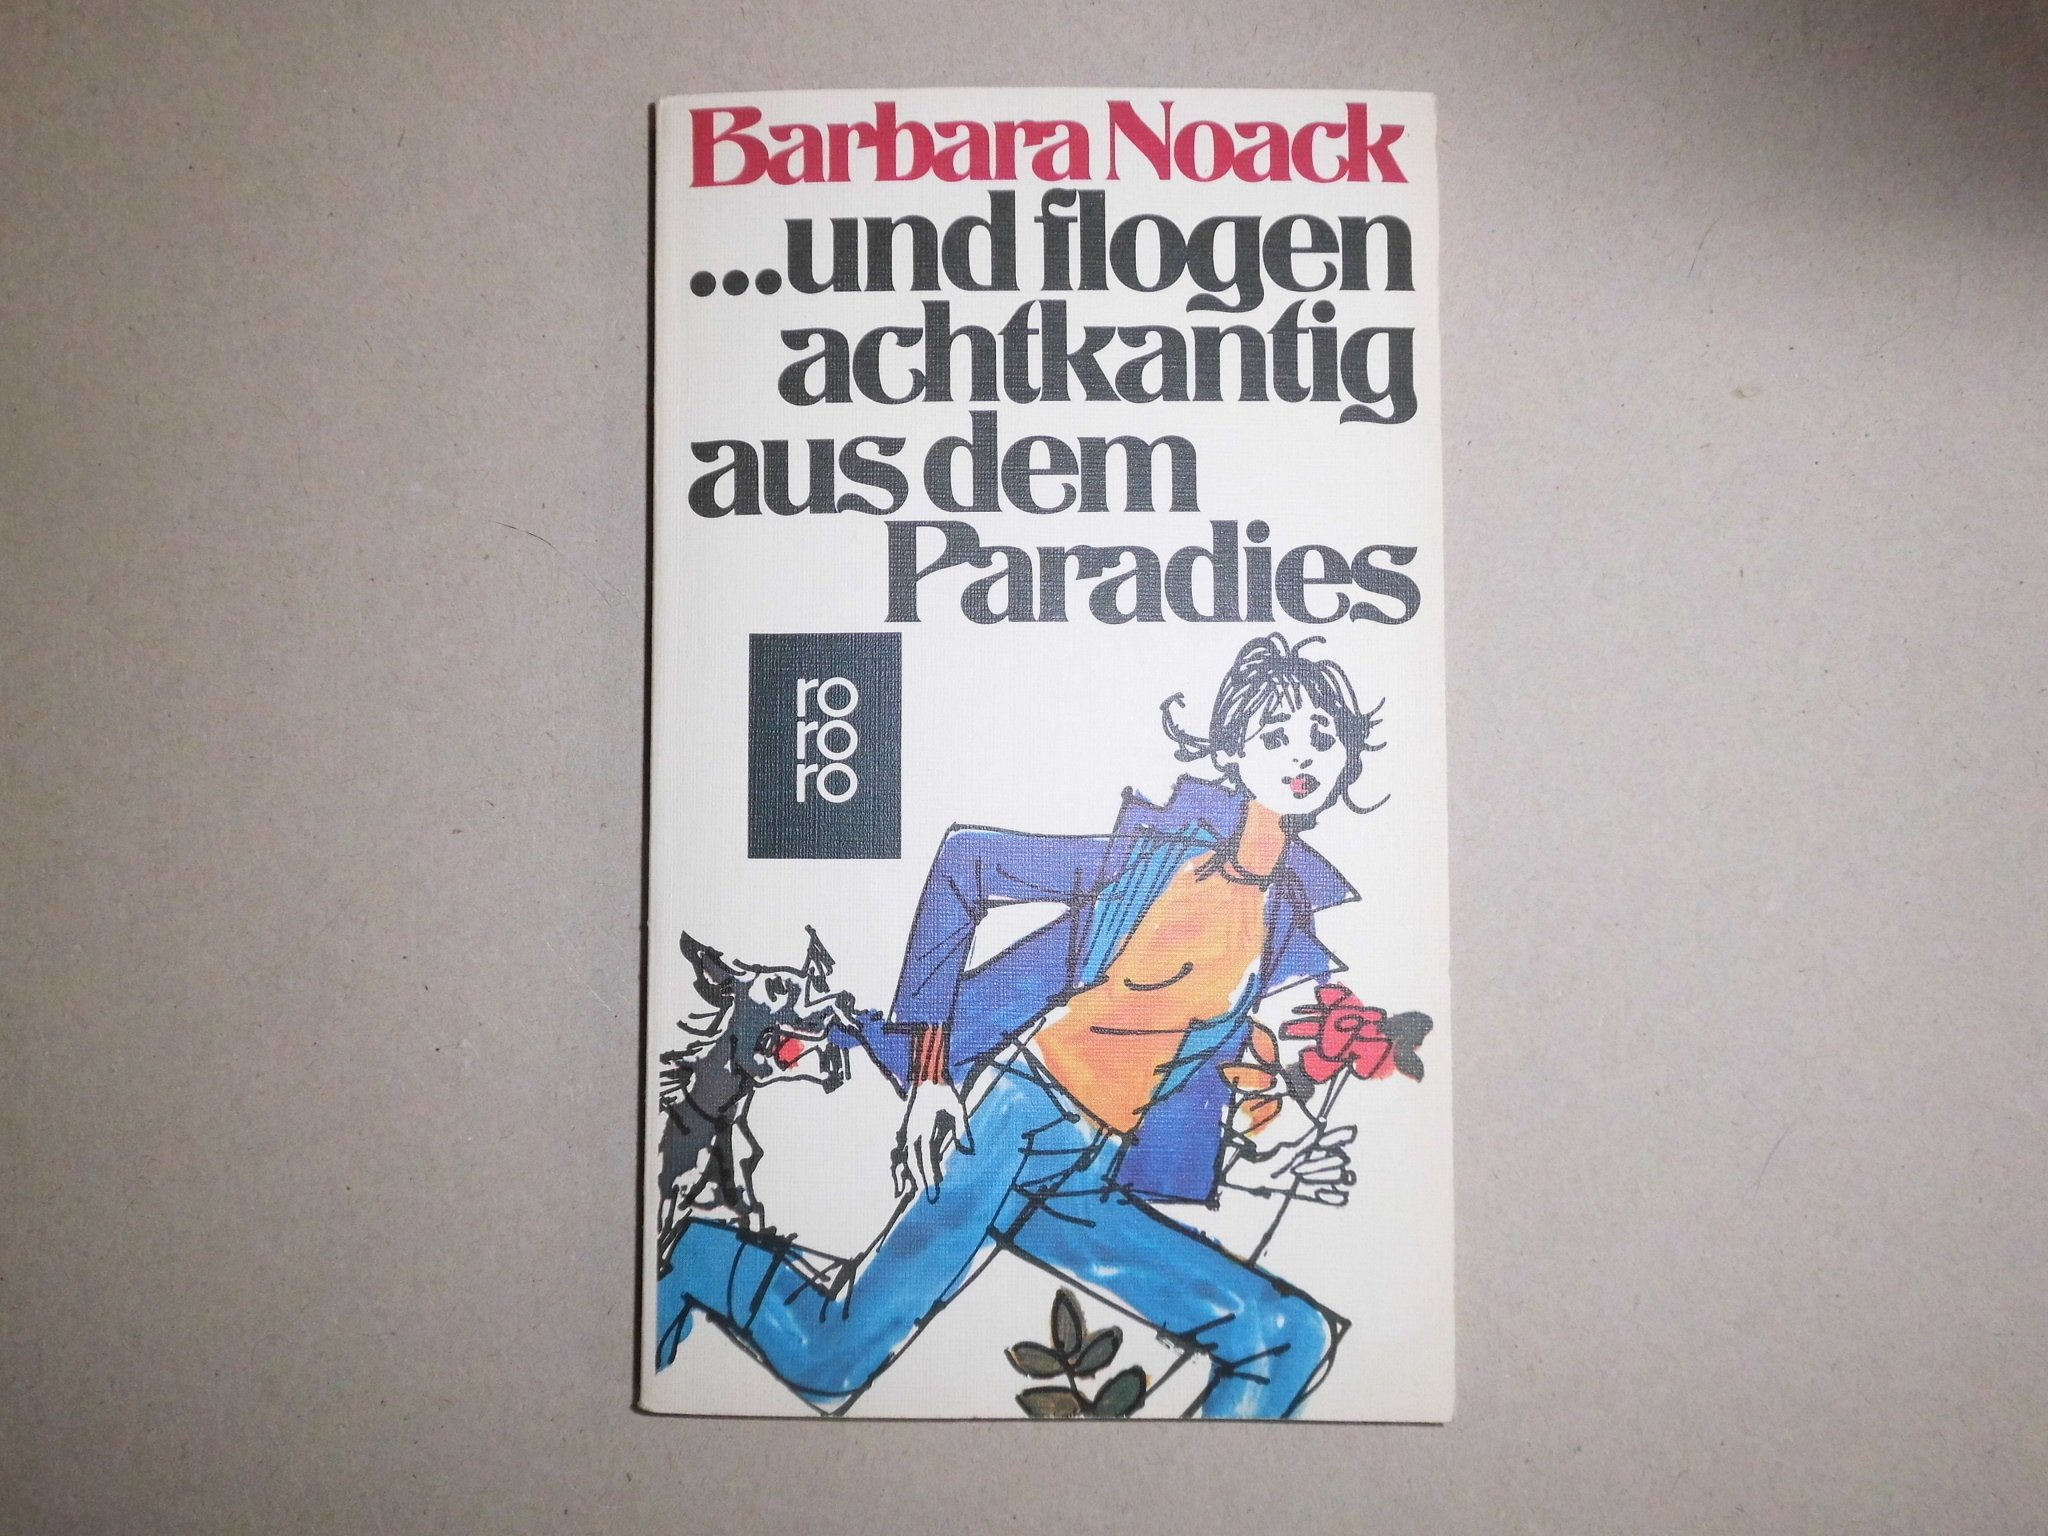 Barbara Noack
...und flogen
achtkantig
aus dem
Paradies
ro
ro
ro